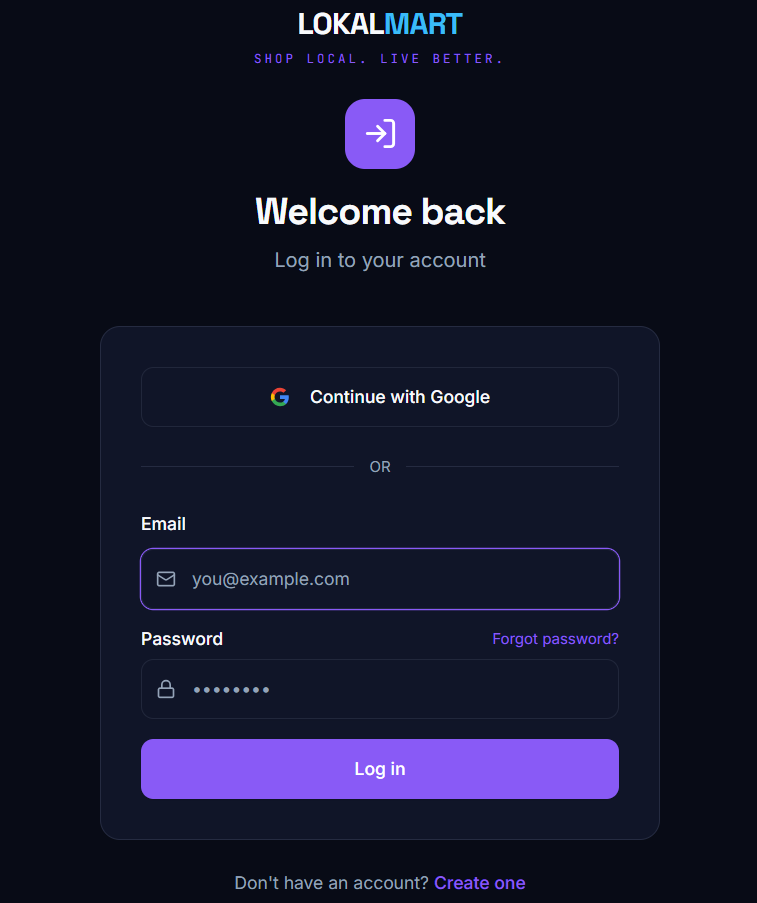 LOKALMART
SHOP LOCAL. LIVE BETTER.
Welcome back
Log in to your account
Continue with Google
OR
Email
you@example.com
Password Forgot password?
••••••••
Log in
Don't have an account? Create one